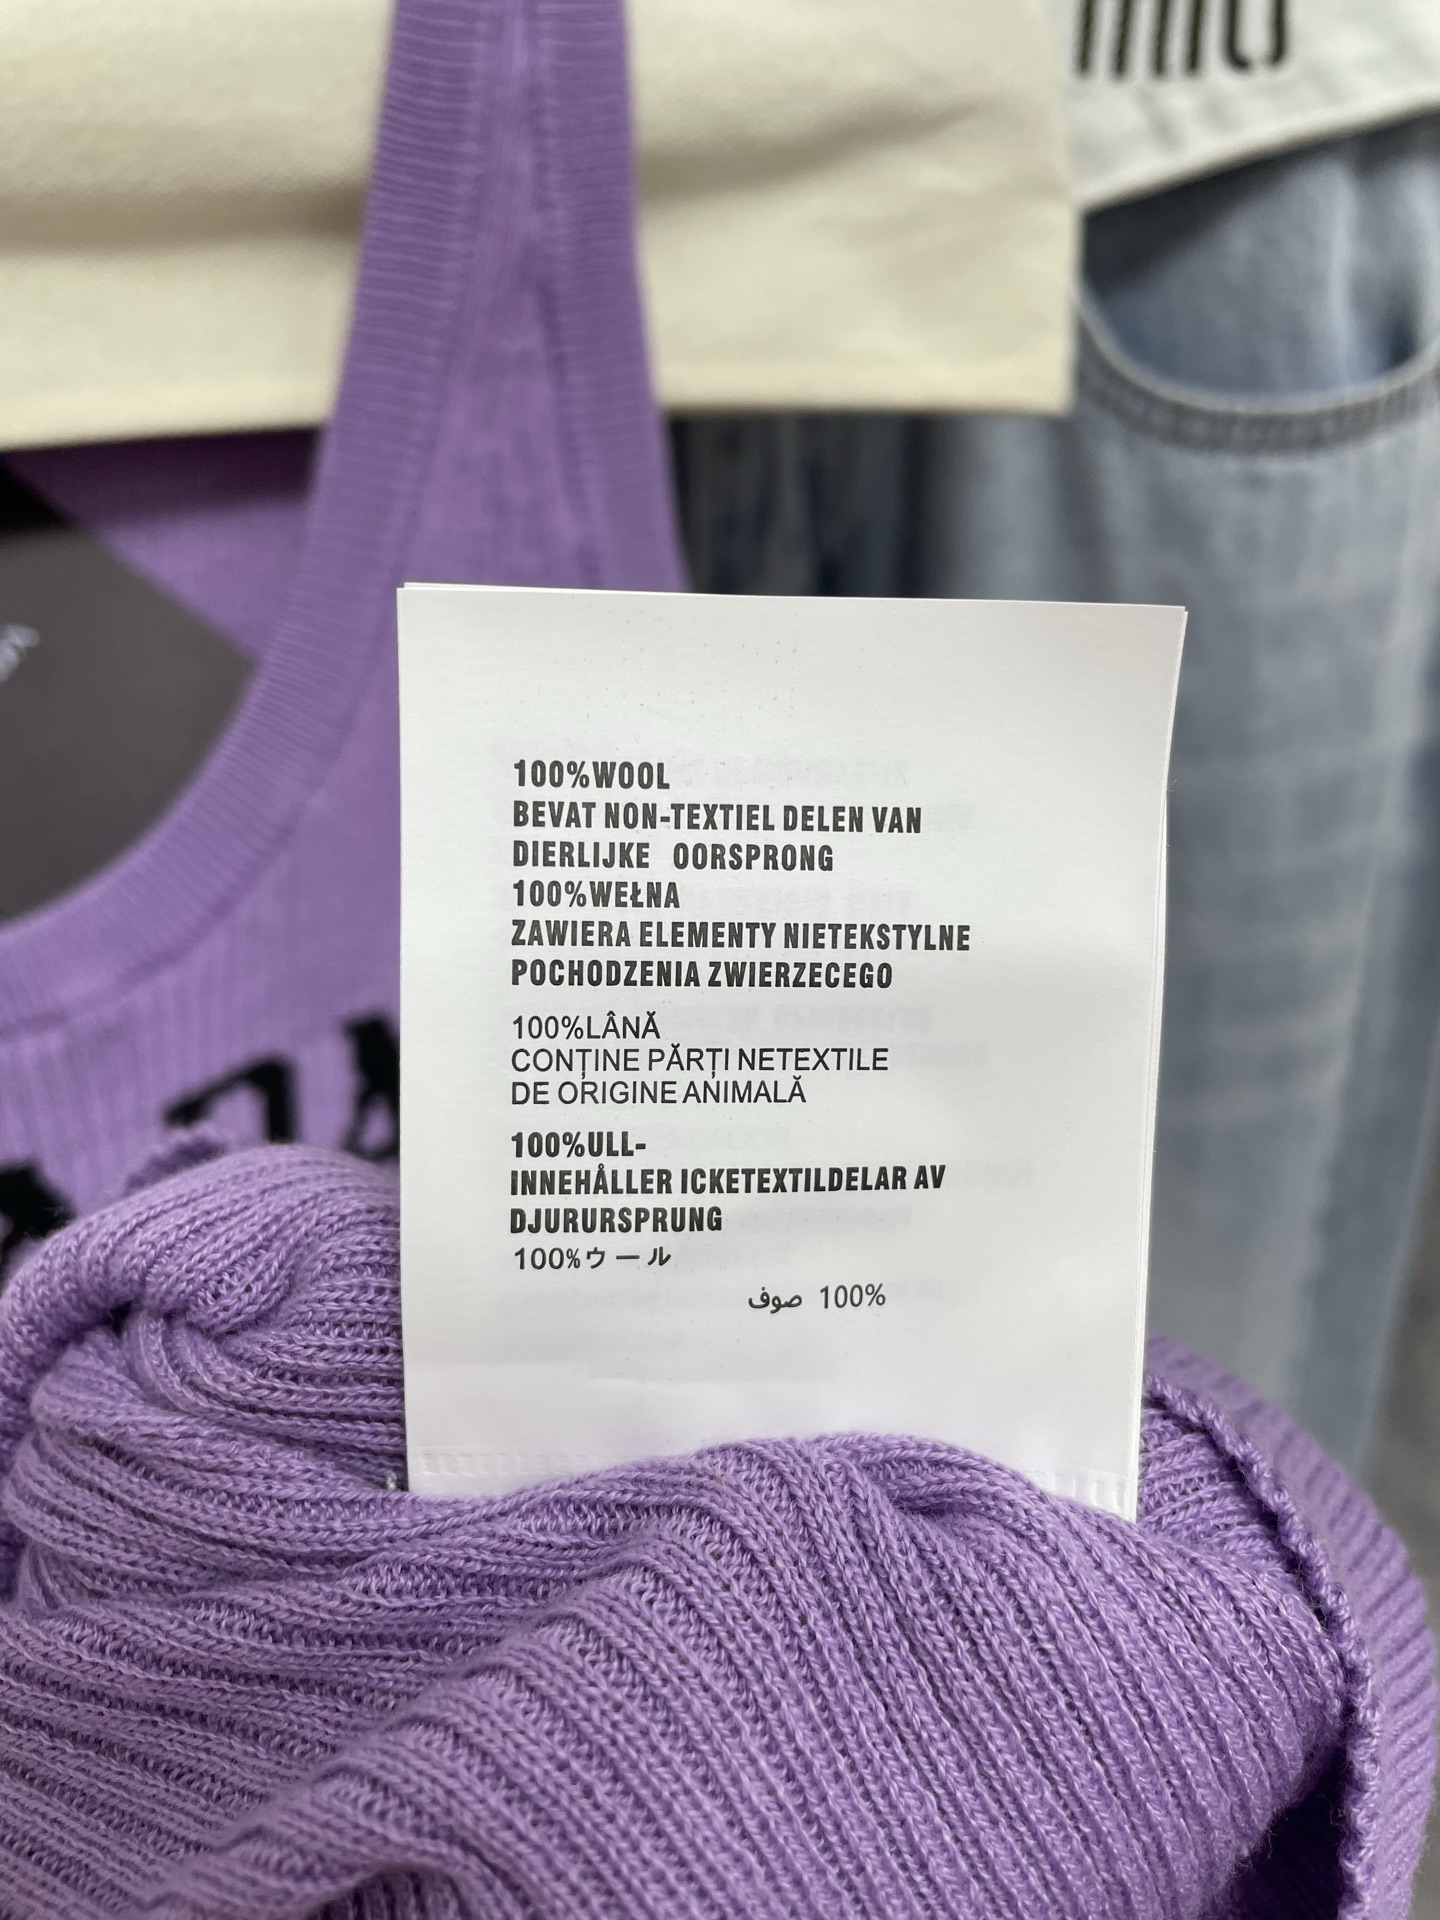 100%WOOL
BEVAT NON-TEXTIEL DELEN VAN
DIERLIJKE OORSPRONG
100%WEŁNA
ZAWIERA ELEMENTY NIETEKSTYLNE
POCHODZENIA ZWIERZECEGO
100%LÂNĂ
CONȚINE PĂRȚI NETEXTILE
DE ORIGINE ANIMALĂ
100%ULL-
INNEHÅLLER ICKETEXTILDELAR AV
DJURURSPRUNG
100%ウール
100% صوف